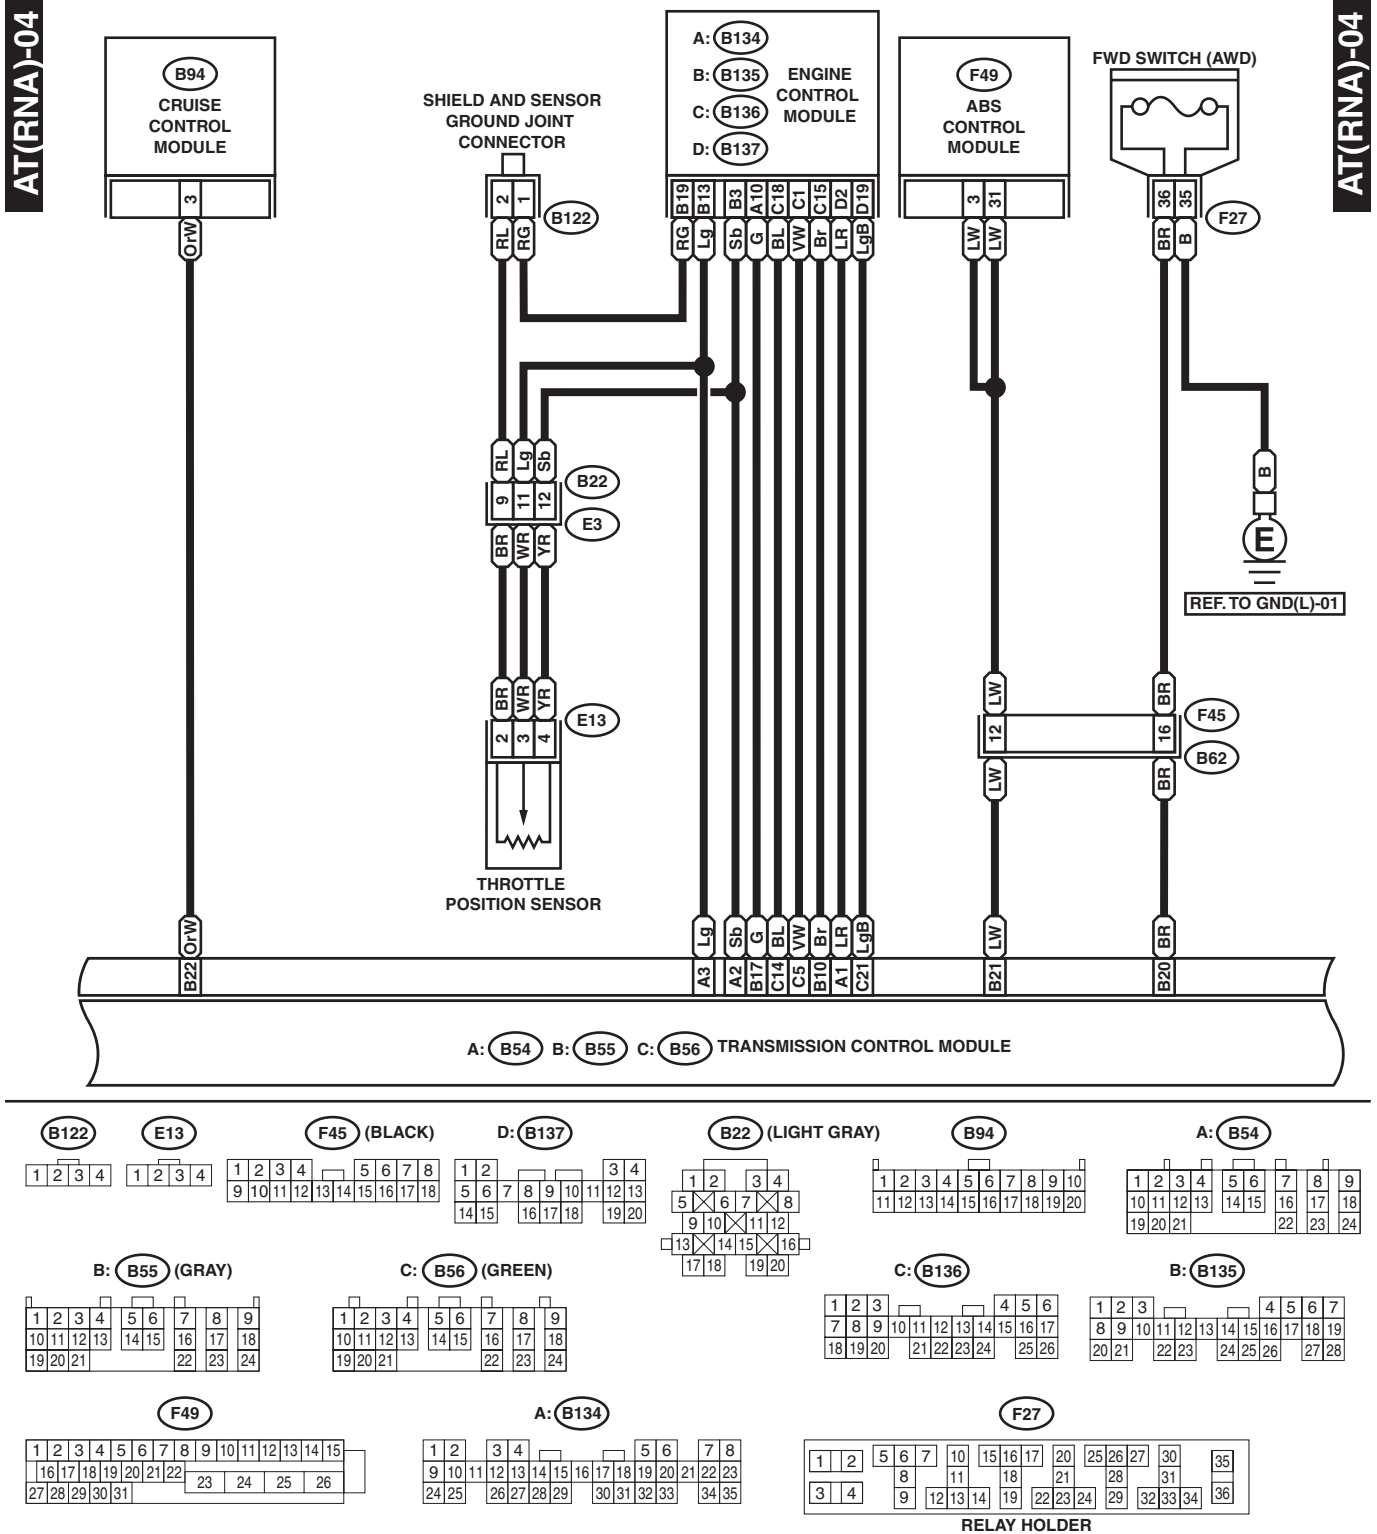 AT(RNA)-04
AT(RNA)-04
B94
CRUISE
CONTROL
MODULE
SHIELD AND SENSOR
GROUND JOINT
CONNECTOR
A: B134
B: B135
C: B136
D: B137
ENGINE
CONTROL
MODULE
F49
ABS
CONTROL
MODULE
FWD SWITCH (AWD)
3
2 1
B122
B19 B13 B3 A10 C18 C1 C15 D2 D19
3 31
36 35
F27
OrW
RL RG
RG Lg Sb G BL VW Br LR LgB
LW LW
BR B
RL Lg Sb
B22
9 11 12
E3
BR WR YR
B
E
REF. TO GND(L)-01
BR WR YR
E13
2 3 4
LW
BR
F45
12
16
B62
LW
BR
THROTTLE
POSITION SENSOR
OrW
Lg Sb G BL VW Br LR LgB
LW
BR
B22
A3 A2 B17 C14 C5 B10 A1 C21
B21
B20
A: B54 B: B55 C: B56 TRANSMISSION CONTROL MODULE
B122
1 2 3 4
E13
1 2 3 4
F45 (BLACK)
1 2 3 4 5 6 7 8
9 10 11 12 13 14 15 16 17 18
D: B137
1 2 3 4
5 6 7 8 9 10 11 12 13
14 15 16 17 18 19 20
B22 (LIGHT GRAY)
1 2 3 4
5 6 7 8
9 10 11 12
13 14 15 16
17 18 19 20
B94
1 2 3 4 5 6 7 8 9 10
11 12 13 14 15 16 17 18 19 20
A: B54
1 2 3 4 5 6 7 8 9
10 11 12 13 14 15 16 17 18
19 20 21 22 23 24
B: B55 (GRAY)
1 2 3 4 5 6 7 8 9
10 11 12 13 14 15 16 17 18
19 20 21 22 23 24
C: B56 (GREEN)
1 2 3 4 5 6 7 8 9
10 11 12 13 14 15 16 17 18
19 20 21 22 23 24
C: B136
1 2 3 4 5 6
7 8 9 10 11 12 13 14 15 16 17
18 19 20 21 22 23 24 25 26
B: B135
1 2 3 4 5 6 7
8 9 10 11 12 13 14 15 16 17 18 19
20 21 22 23 24 25 26 27 28
F49
1 2 3 4 5 6 7 8 9 10 11 12 13 14 15
16 17 18 19 20 21 22 23 24 25 26
27 28 29 30 31
A: B134
1 2 3 4 5 6 7 8
9 10 11 12 13 14 15 16 17 18 19 20 21 22 23
24 25 26 27 28 29 30 31 32 33 34 35
F27
1 2 5 6 7 10 15 16 17 20 25 26 27 30 35
8 11 18 21 28 31
3 4 9 12 13 14 19 22 23 24 29 32 33 34 36
RELAY HOLDER